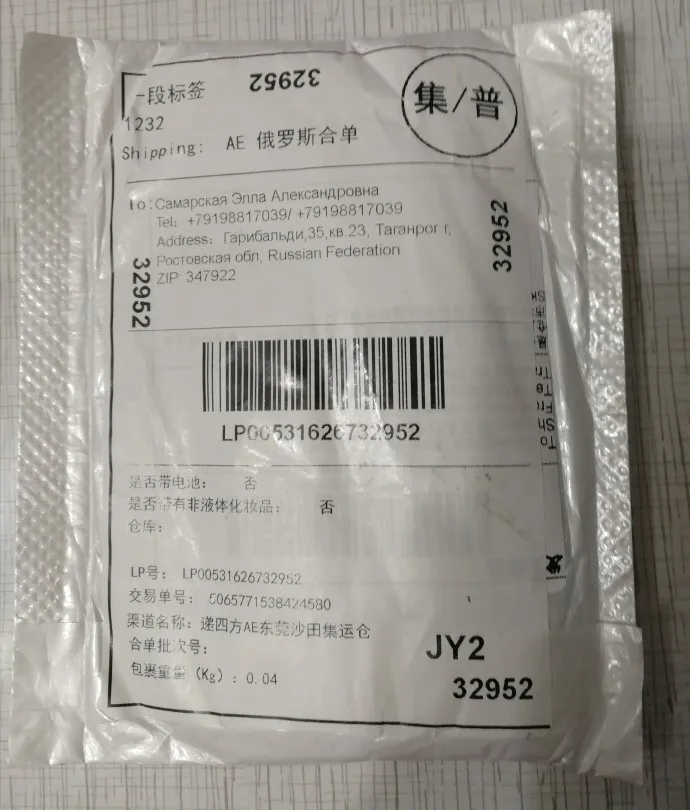 一段标签
32952
集/普
1232
Shipping: AE 俄罗斯合单
To:Самарская Элла Александровна
Tel: +79198817039/ +79198817039
Address: Гарибальди,35,кв.23, Таганрог г,
Ростовская обл, Russian Federation
ZIP 347922
32952
32952
LP00531626732952
是否带电池: 否
是否带有非液体化妆品: 否
仓库:
LP号: LP00531626732952
交易单号: 5065771538424580
渠道名称: 递四方AE东莞沙田集运仓
合单批次号:
包裹重量 (Kg) : 0.04
JY2
32952